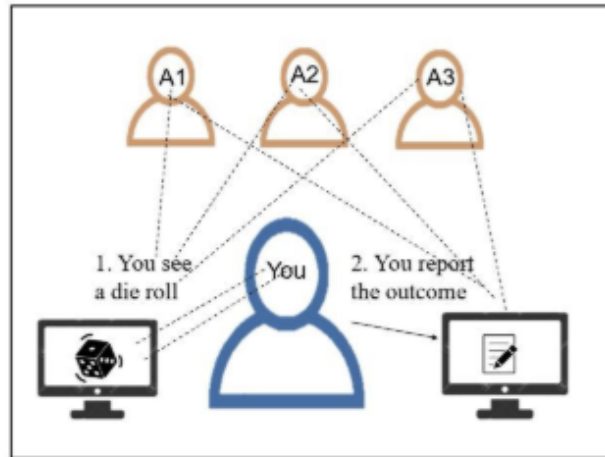 A1
A2
A3
1. You see
a die roll
You
2. You report
the outcome